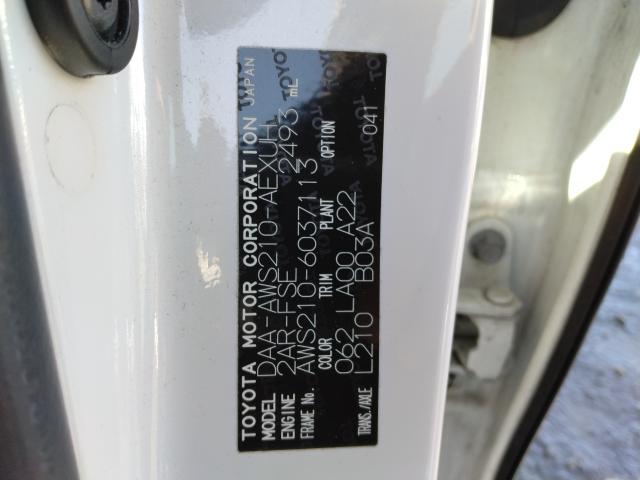 TOYOTA MOTOR CORPORATION JAPAN
MODEL DAA-AWS210-AEXUH
ENGINE 2AR-FSE 2493 mL
FRAME No. AWS210-6037113
COLOR TRIM PLANT OPTION
062 LA00 A22 041
TRANS./AXLE L210 B03A